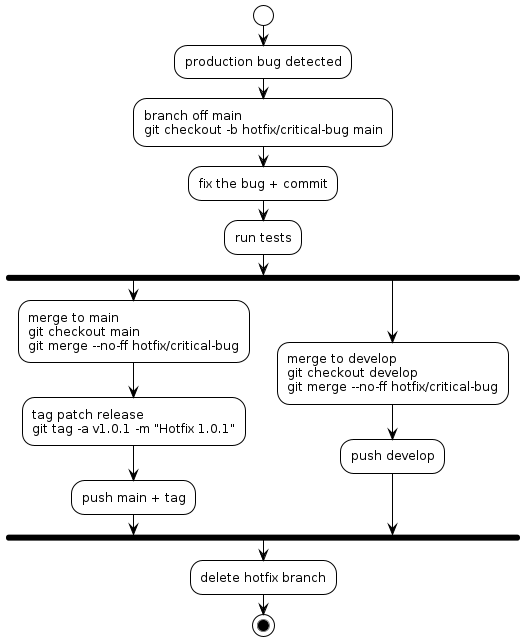 production bug detected
branch off main
git checkout -b hotfix/critical-bug main
fix the bug + commit
run tests
merge to main
git checkout main
git merge --no-ff hotfix/critical-bug
tag patch release
git tag -a v1.0.1 -m "Hotfix 1.0.1"
push main + tag
merge to develop
git checkout develop
git merge --no-ff hotfix/critical-bug
push develop
delete hotfix branch